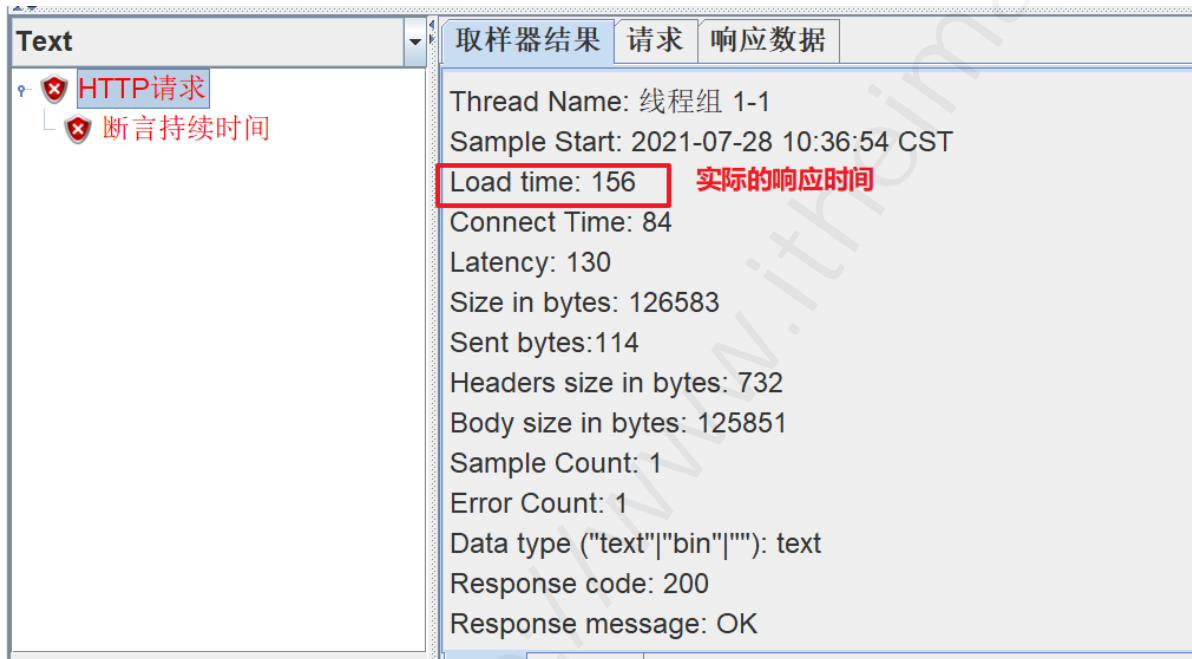 Text
HTTP请求
断言持续时间
取样器结果 请求 响应数据
Thread Name: 线程组 1-1
Sample Start: 2021-07-28 10:36:54 CST
Load time: 156 实际的响应时间
Connect Time: 84
Latency: 130
Size in bytes: 126583
Sent bytes:114
Headers size in bytes: 732
Body size in bytes: 125851
Sample Count: 1
Error Count: 1
Data type ("text"|"bin"|""): text
Response code: 200
Response message: OK
://www.itheima